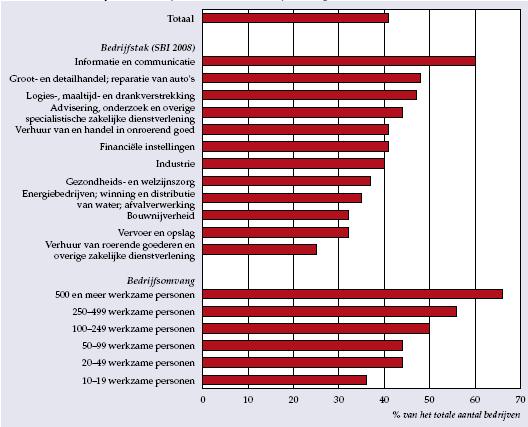 Totaal
Bedrijfstak (SBI 2008)
Informatie en communicatie
Groot- en detailhandel; reparatie van auto's
Logies-, maaltijd- en drankverstrekking
Advisering, onderzoek en overige
specialistische zakelijke dienstverlening
Verhuur van en handel in onroerend goed
Financiële instellingen
Industrie
Gezondheids- en welzijnszorg
Energiebedrijven; winning en distributie
van water; afvalverwerking
Bouwnijverheid
Vervoer en opslag
Verhuur van roerende goederen en
overige zakelijke dienstverlening
Bedrijfsomvang
500 en meer werkzame personen
250–499 werkzame personen
100–249 werkzame personen
50–99 werkzame personen
20–49 werkzame personen
10–19 werkzame personen
0 10 20 30 40 50 60 70
% van het totale aantal bedrijven